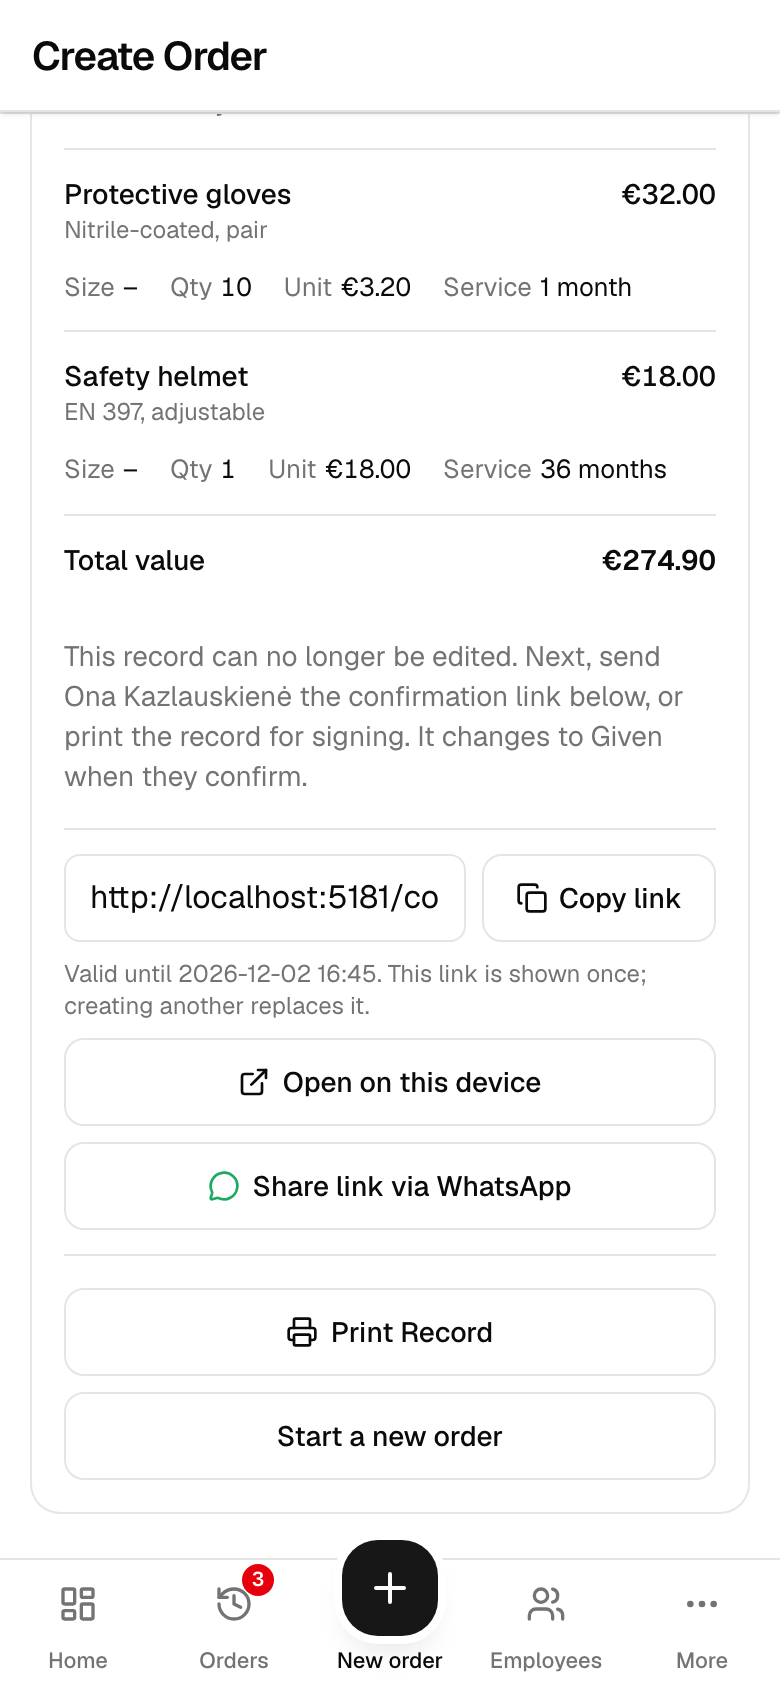 Create Order
Protective gloves €32.00
Nitrile-coated, pair
Size – Qty 10 Unit €3.20 Service 1 month
Safety helmet €18.00
EN 397, adjustable
Size – Qty 1 Unit €18.00 Service 36 months
Total value €274.90
This record can no longer be edited. Next, send
Ona Kazlauskienė the confirmation link below, or
print the record for signing. It changes to Given
when they confirm.
http://localhost:5181/co Copy link
Valid until 2026-12-02 16:45. This link is shown once;
creating another replaces it.
Open on this device
Share link via WhatsApp
Print Record
Start a new order
3
Home Orders New order Employees More